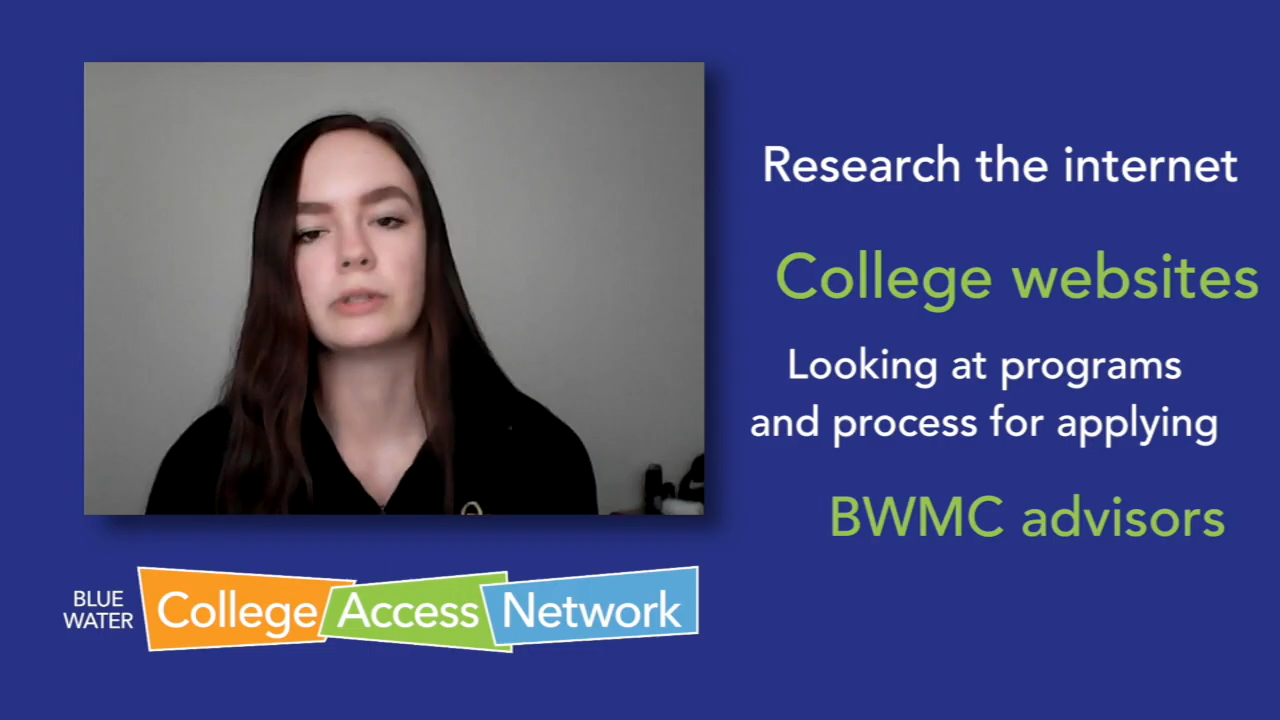 Research the internet
College websites
Looking at programs
and process for applying
BWMC advisors
BLUE
WATER
College Access Network